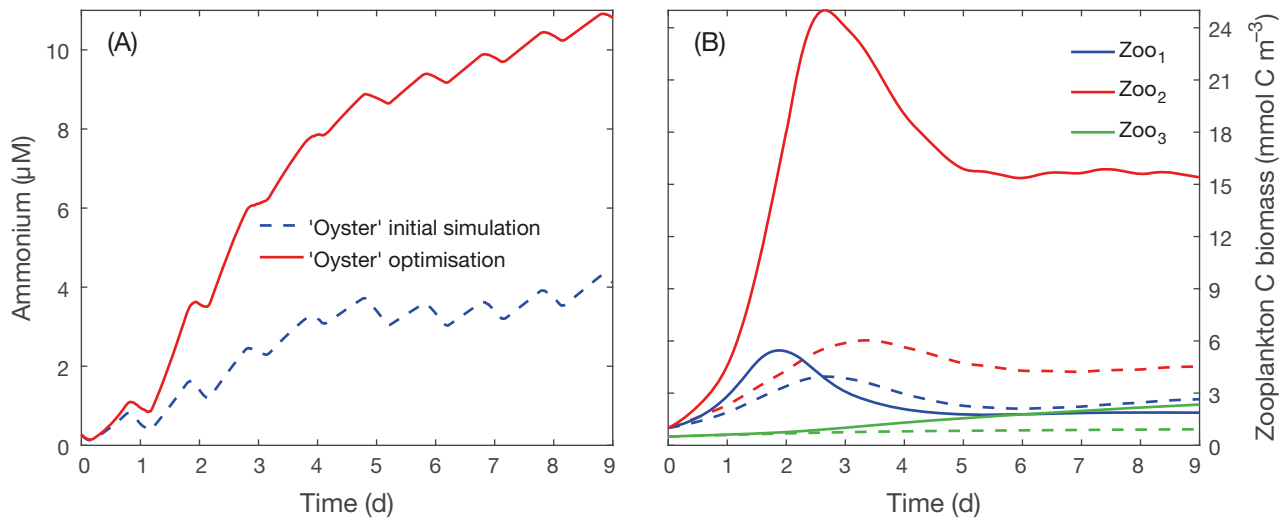 (A)
Ammonium (µM)
10
8
6
4
2
0
0 1 2 3 4 5 6 7 8 9
Time (d)
'Oyster' initial simulation
'Oyster' optimisation
(B)
Zoo1
Zoo2
Zoo3
24
21
18
15
12
9
6
3
0
Zooplankton C biomass (mmol C m–3)
0 1 2 3 4 5 6 7 8 9
Time (d)